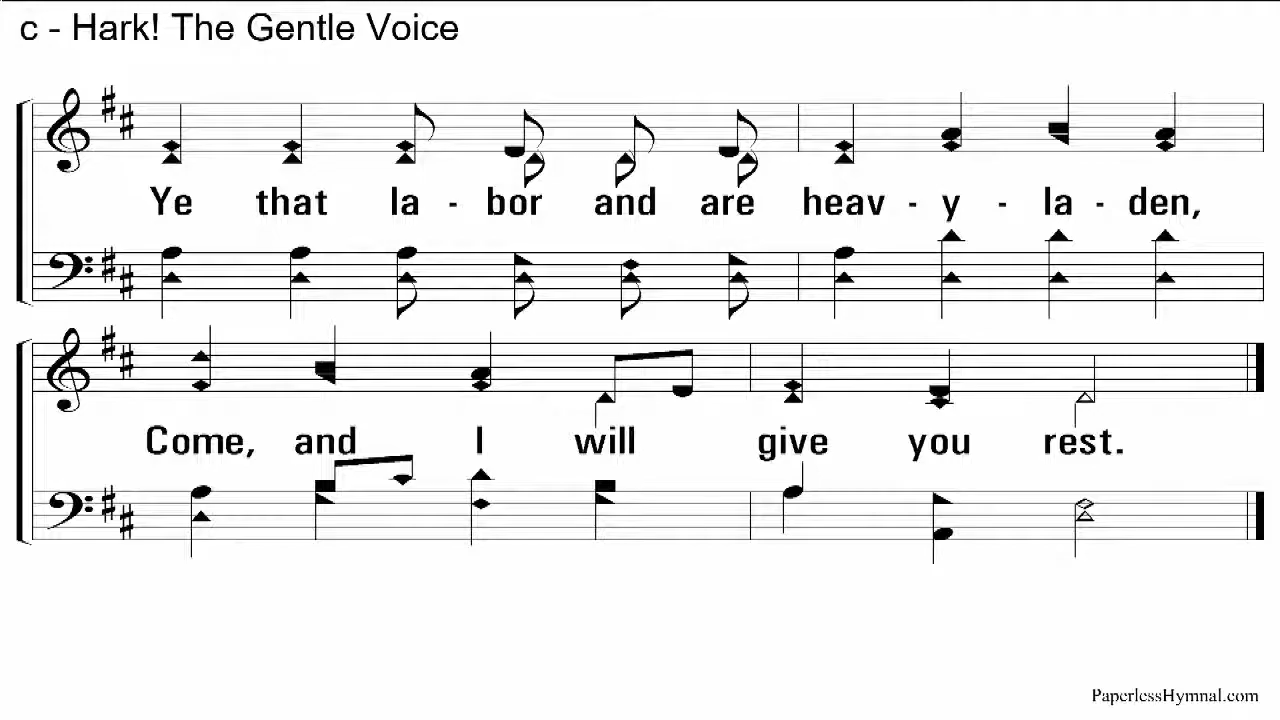 c - Hark! The Gentle Voice
Ye that la - bor and are heav - y - la - den,
Come, and I will give you rest.
PaperlessHymnal.com